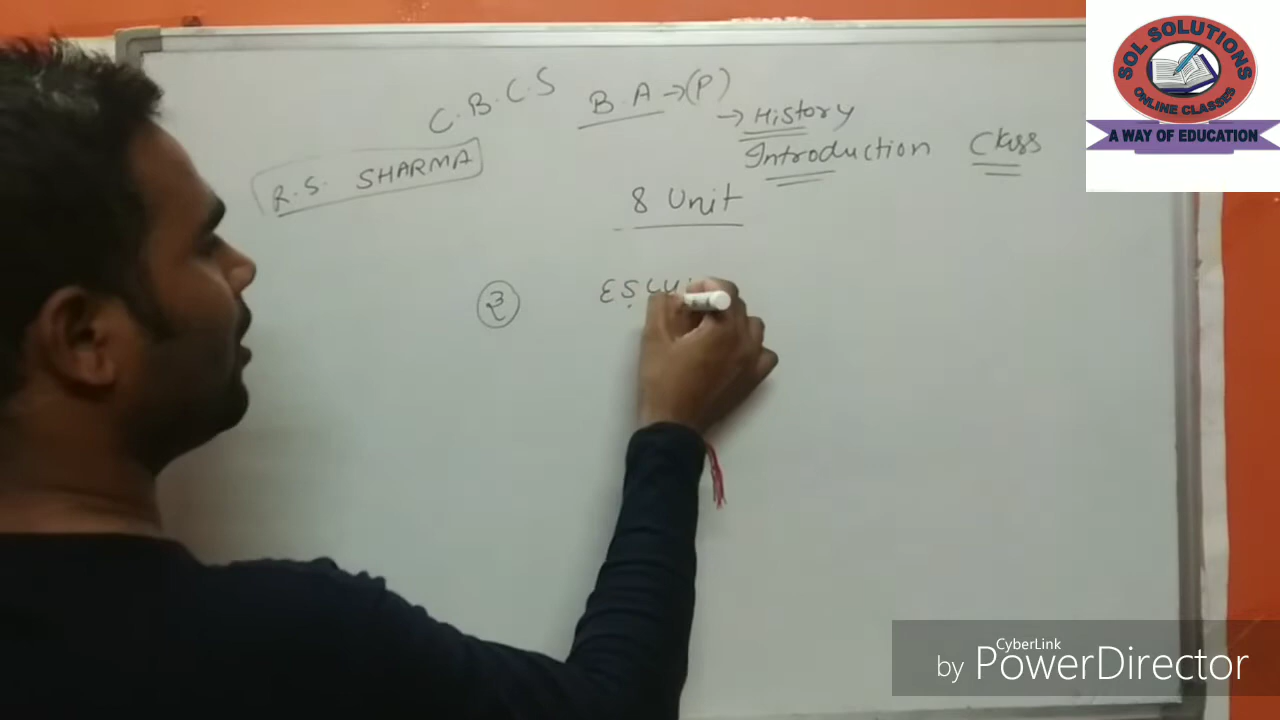 C.B.C.S B.A→(P)
→ History
Introduction Class
R.S. SHARMA
8 Unit
SOL SOLUTIONS
ONLINE CLASSES
A WAY OF EDUCATION
CyberLink
by PowerDirector